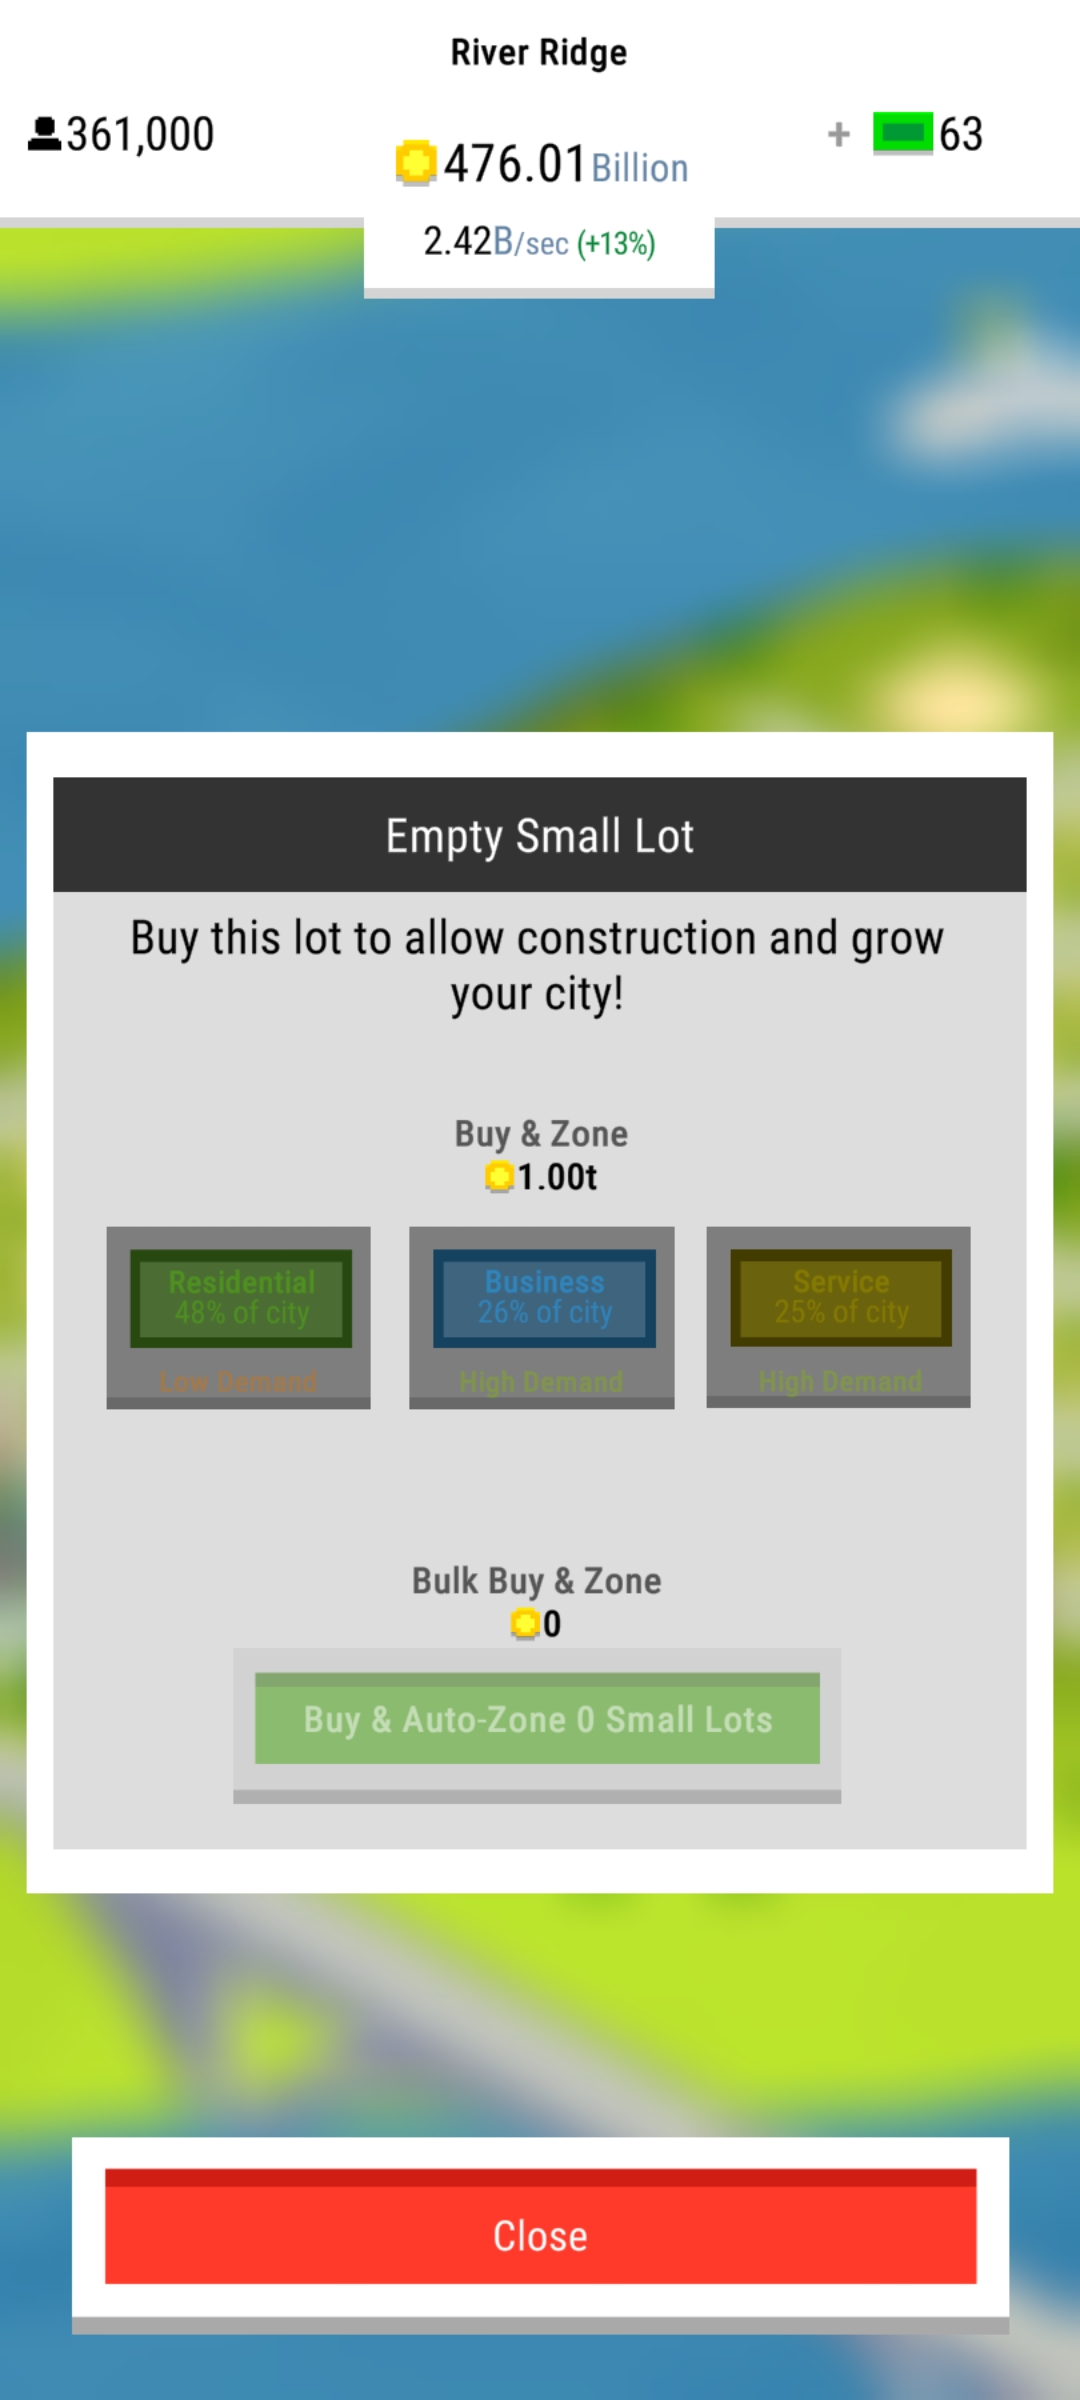 River Ridge
361,000
476.01 Billion
+ 63
2.42B/sec (+13%)
Empty Small Lot
Buy this lot to allow construction and grow
your city!
Buy & Zone
1.00t
Residential
48% of city
Low Demand
Business
26% of city
High Demand
Service
25% of city
High Demand
Bulk Buy & Zone
0
Buy & Auto-Zone 0 Small Lots
Close